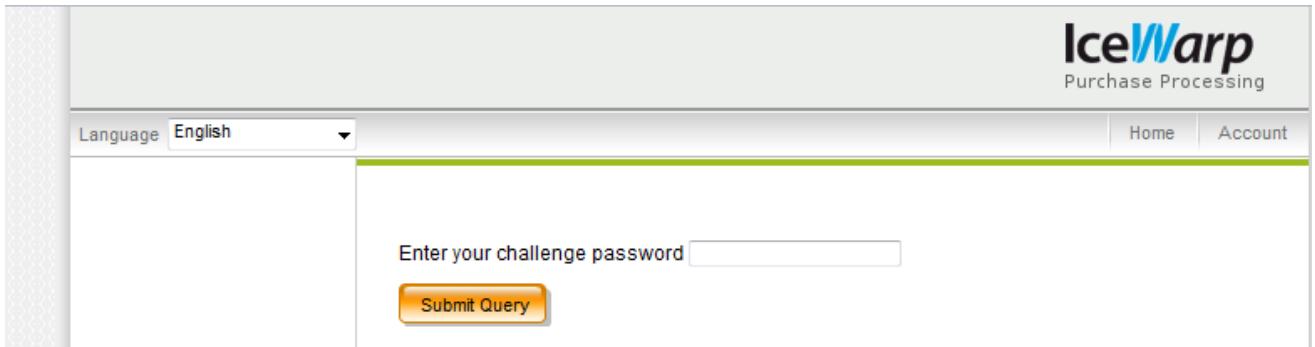 IceWarp
Purchase Processing
Language English Home Account
Enter your challenge password
Submit Query